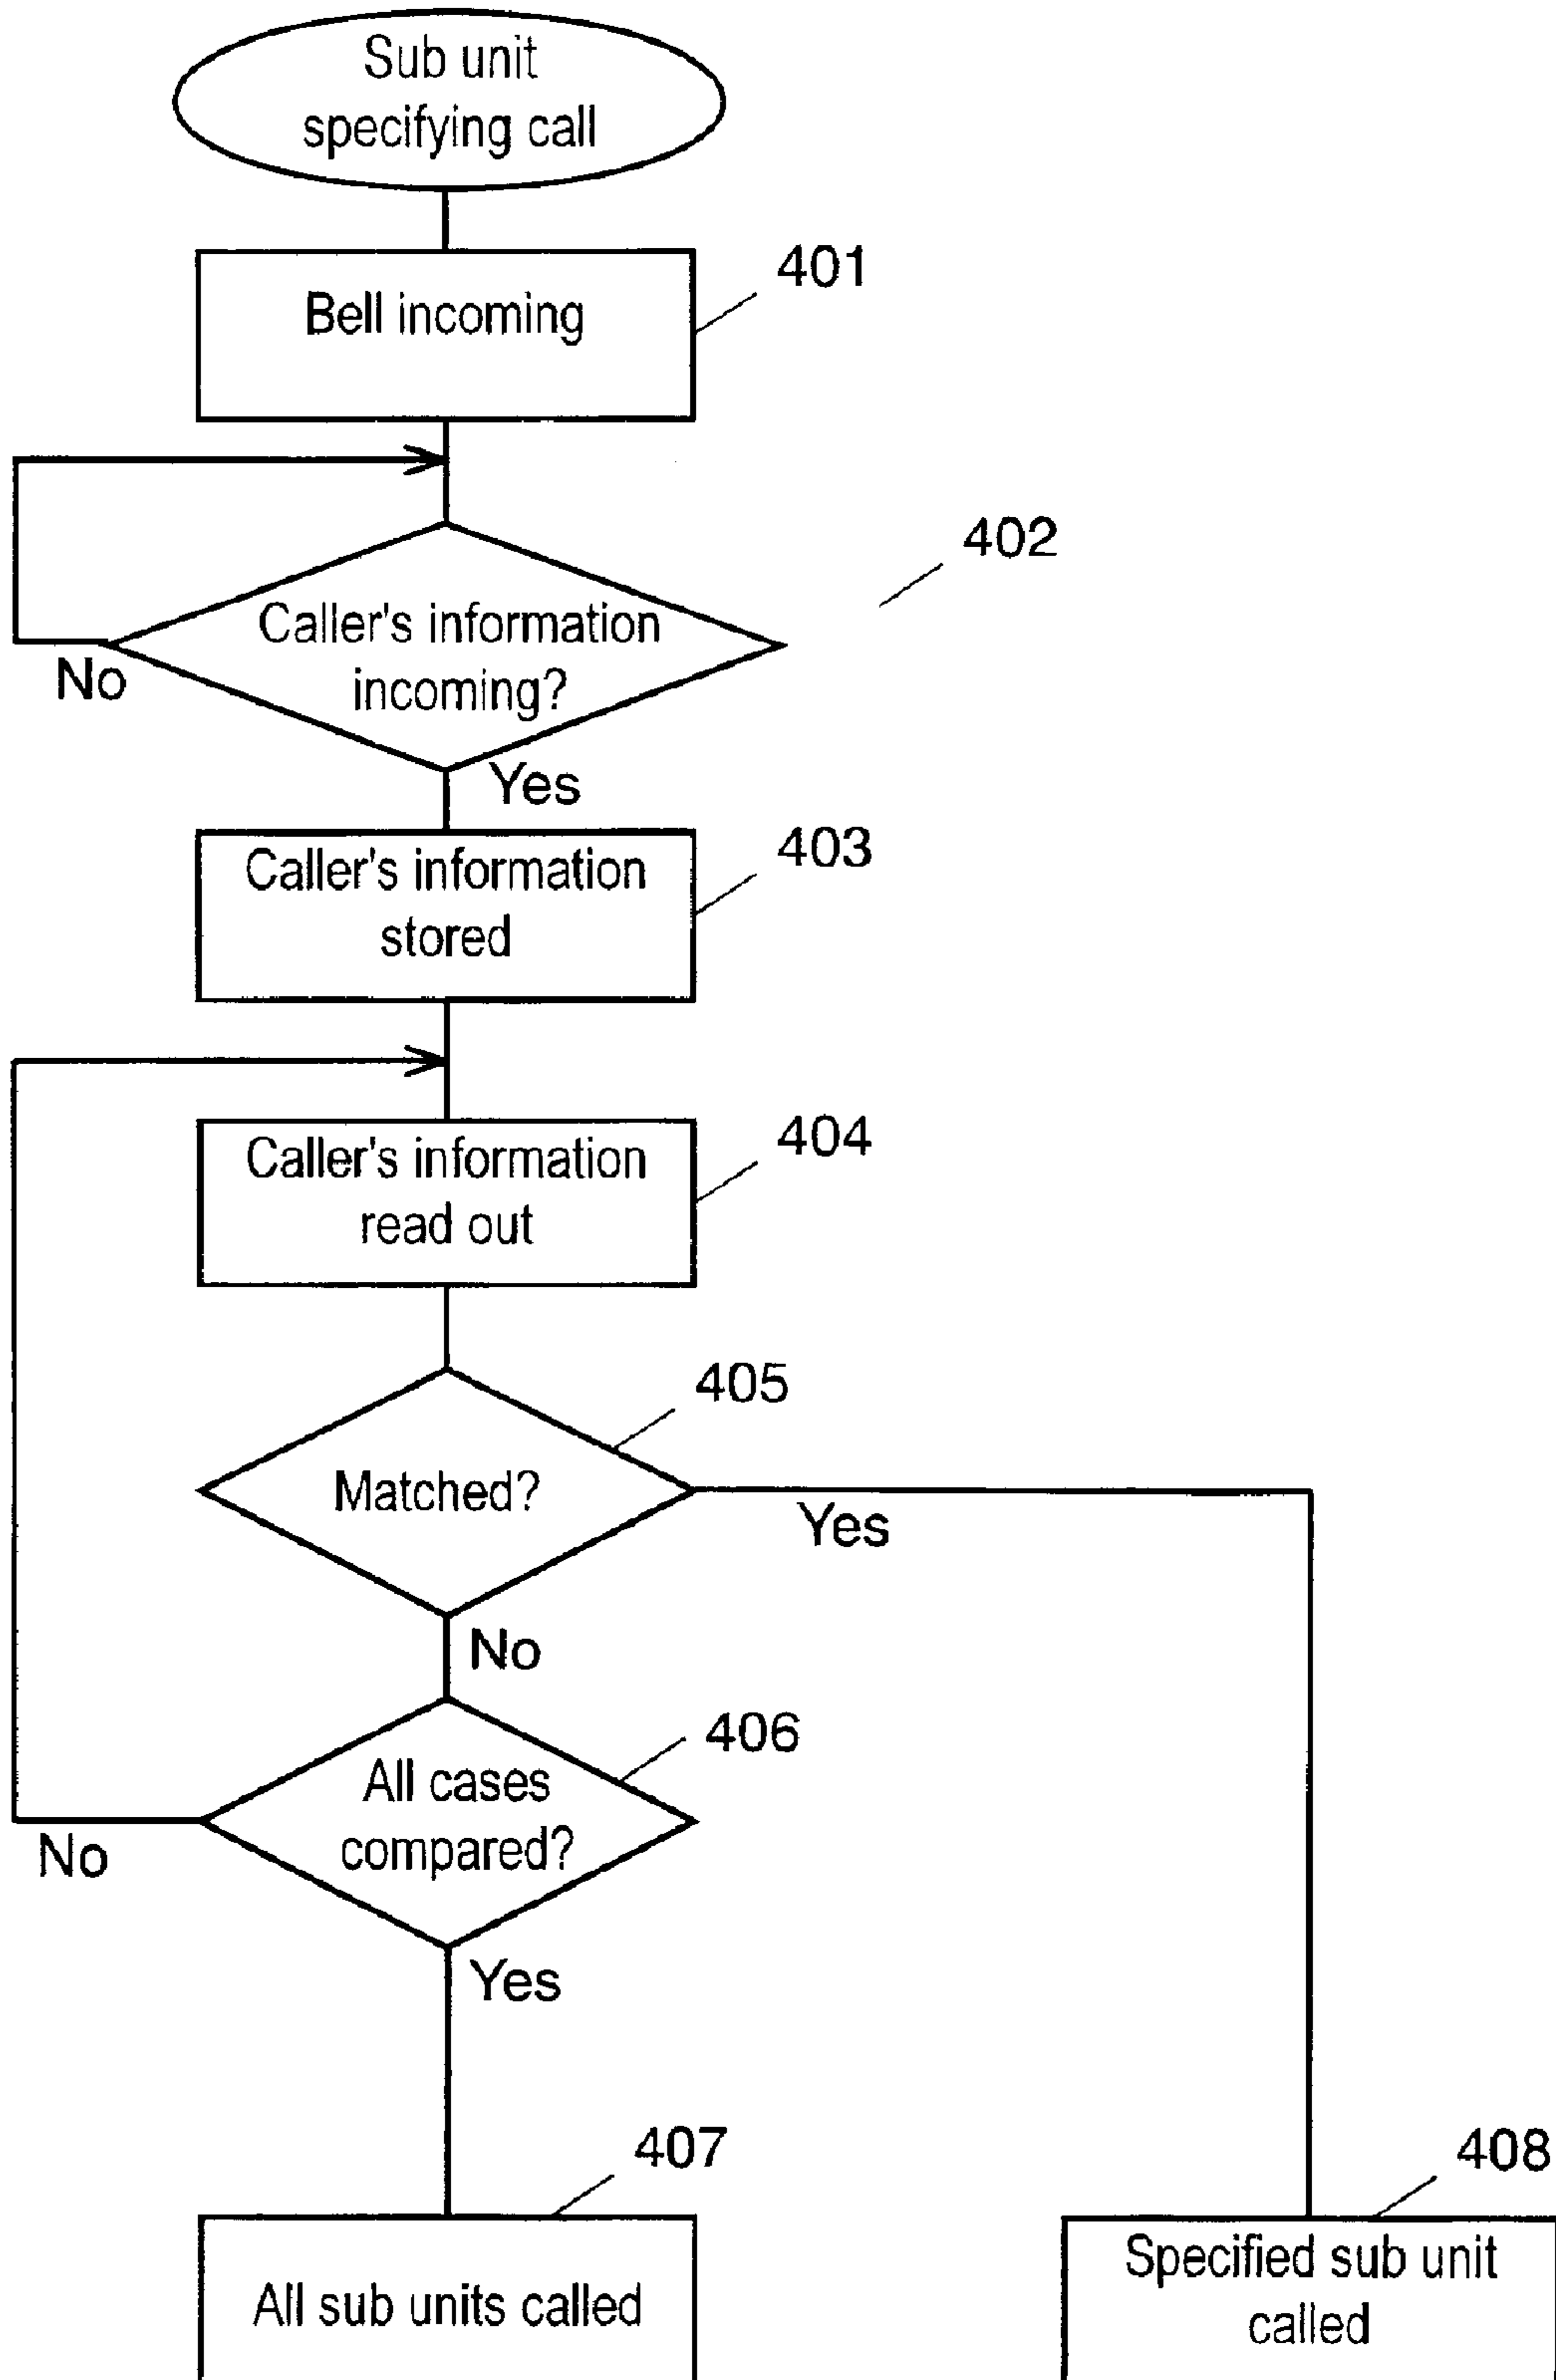 Sub unit
specifying call
401
Bell incoming
402
Caller's information
incoming?
No
Yes
403
Caller's information
stored
404
Caller's information
read out
405
Matched?
Yes
No
406
All cases
compared?
No
Yes
407
408
All sub units called
Specified sub unit
called